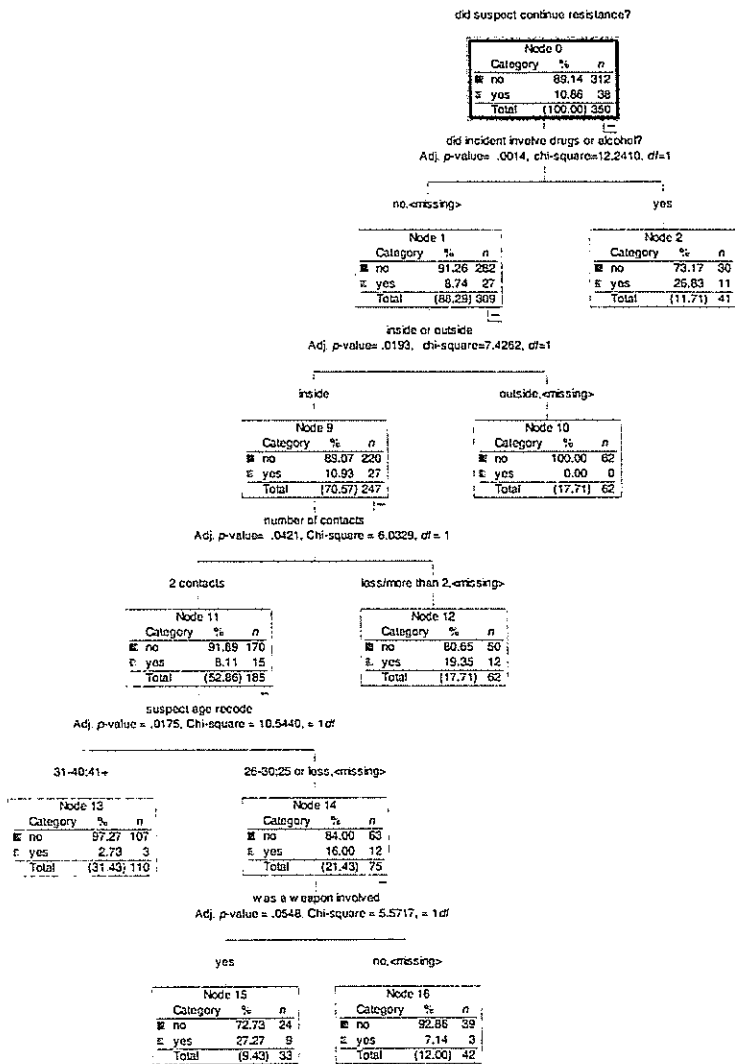 did suspect continue resistance?
Node 0
Category % n
no 89.14 312
yes 10.86 38
Total (100.00) 350
did incident involve drugs or alcohol?
Adj. p-value= .0014, chi-square=12.2410, df=1
no,<missing> yes
Node 1 Node 2
Category % n Category % n
no 91.26 282 no 73.17 30
yes 8.74 27 yes 26.83 11
Total (88.29) 309 Total (11.71) 41
inside or outside
Adj. p-value= .0193, chi-square=7.4262, df=1
inside outside,<missing>
Node 9 Node 10
Category % n Category % n
no 89.07 220 no 100.00 62
yes 10.93 27 yes 0.00 0
Total (70.57) 247 Total (17.71) 62
number of contacts
Adj. p-value= .0421, Chi-square = 6.0329, df = 1
2 contacts less/more than 2,<missing>
Node 11 Node 12
Category % n Category % n
no 91.89 170 no 80.65 50
yes 8.11 15 yes 19.35 12
Total (52.86) 185 Total (17.71) 62
suspect age recode
Adj. p-value = .0175, Chi-square = 10.5440, = 1df
31-40;41+ 26-30;25 or less,<missing>
Node 13 Node 14
Category % n Category % n
no 97.27 107 no 84.00 63
yes 2.73 3 yes 16.00 12
Total (31.43) 110 Total (21.43) 75
was a weapon involved
Adj. p-value = .0548, Chi-square = 5.5717, = 1df
yes no,<missing>
Node 15 Node 16
Category % n Category % n
no 72.73 24 no 92.86 39
yes 27.27 9 yes 7.14 3
Total (9.43) 33 Total (12.00) 42